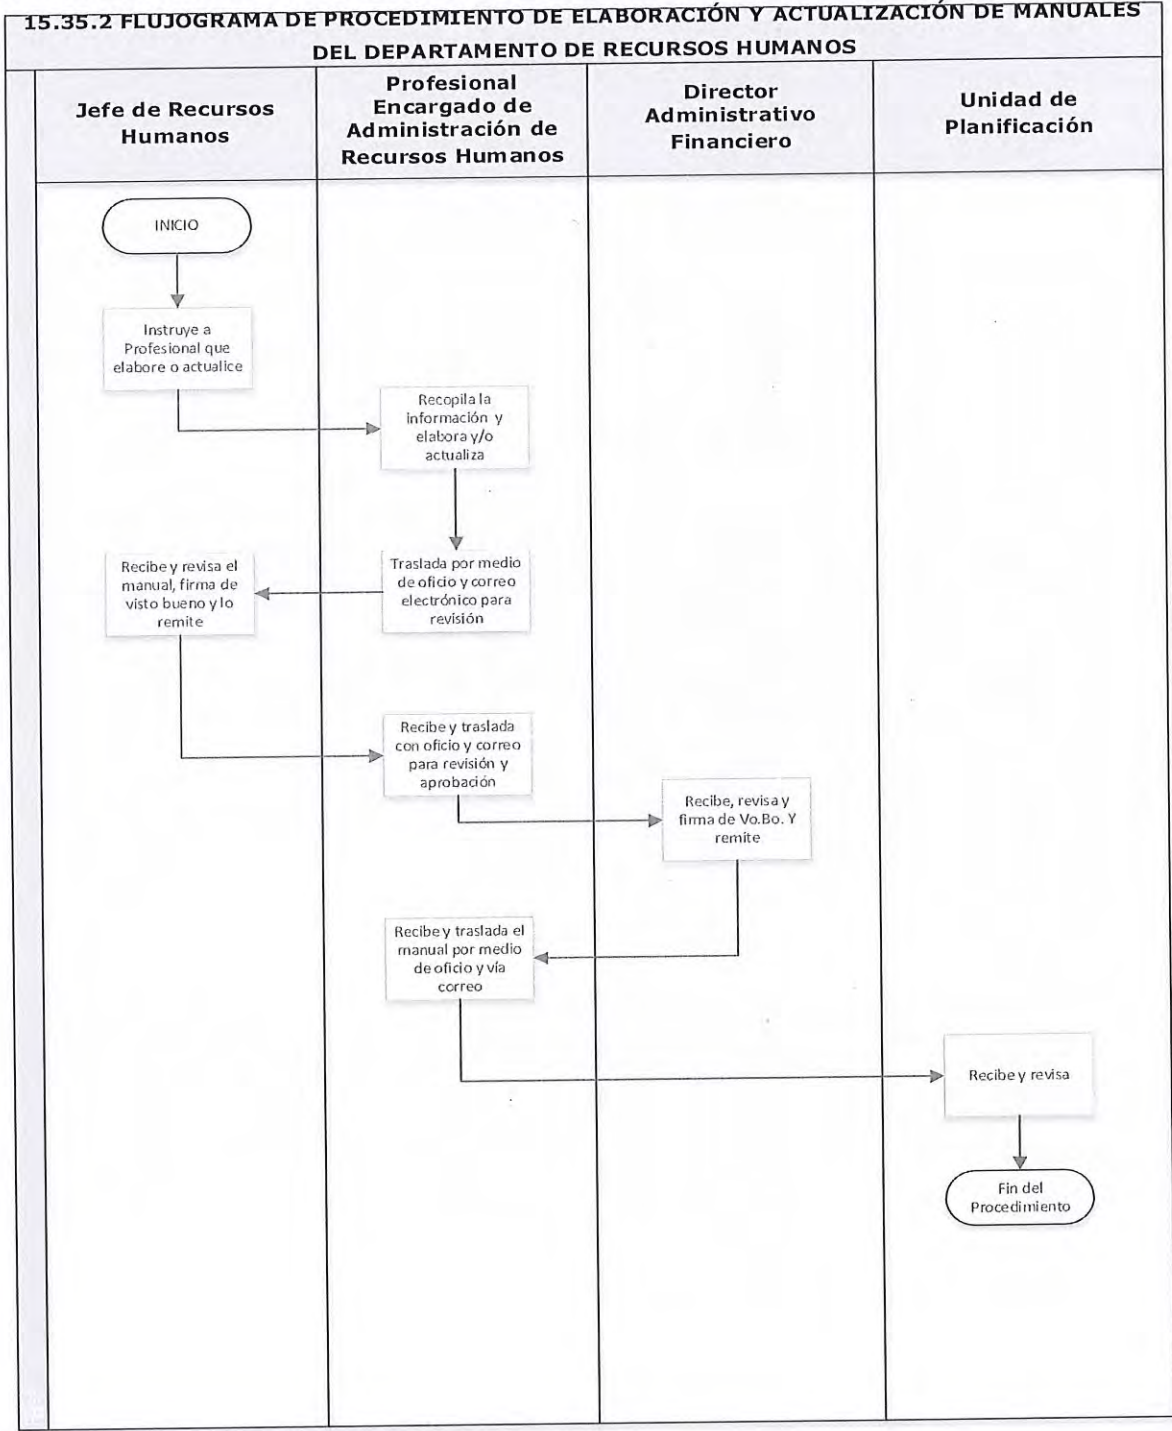 15.35.2 FLUJOGRAMA DE PROCEDIMIENTO DE ELABORACIÓN Y ACTUALIZACIÓN DE MANUALES
DEL DEPARTAMENTO DE RECURSOS HUMANOS
Jefe de Recursos
Humanos
Profesional
Encargado de
Administración de
Recursos Humanos
Director
Administrativo
Financiero
Unidad de
Planificación
INICIO
Instruye a
Profesional que
elabore o actualice
Recopila la
información y
elabora y/o
actualiza
Traslada por medio
de oficio y correo
electrónico para
revisión
Recibe y revisa el
manual, firma de
visto bueno y lo
remite
Recibe y traslada
con oficio y correo
para revisión y
aprobación
Recibe, revisa y
firma de Vo.Bo. Y
remite
Recibe y traslada el
manual por medio
de oficio y vía
correo
Recibe y revisa
Fin del
Procedimiento